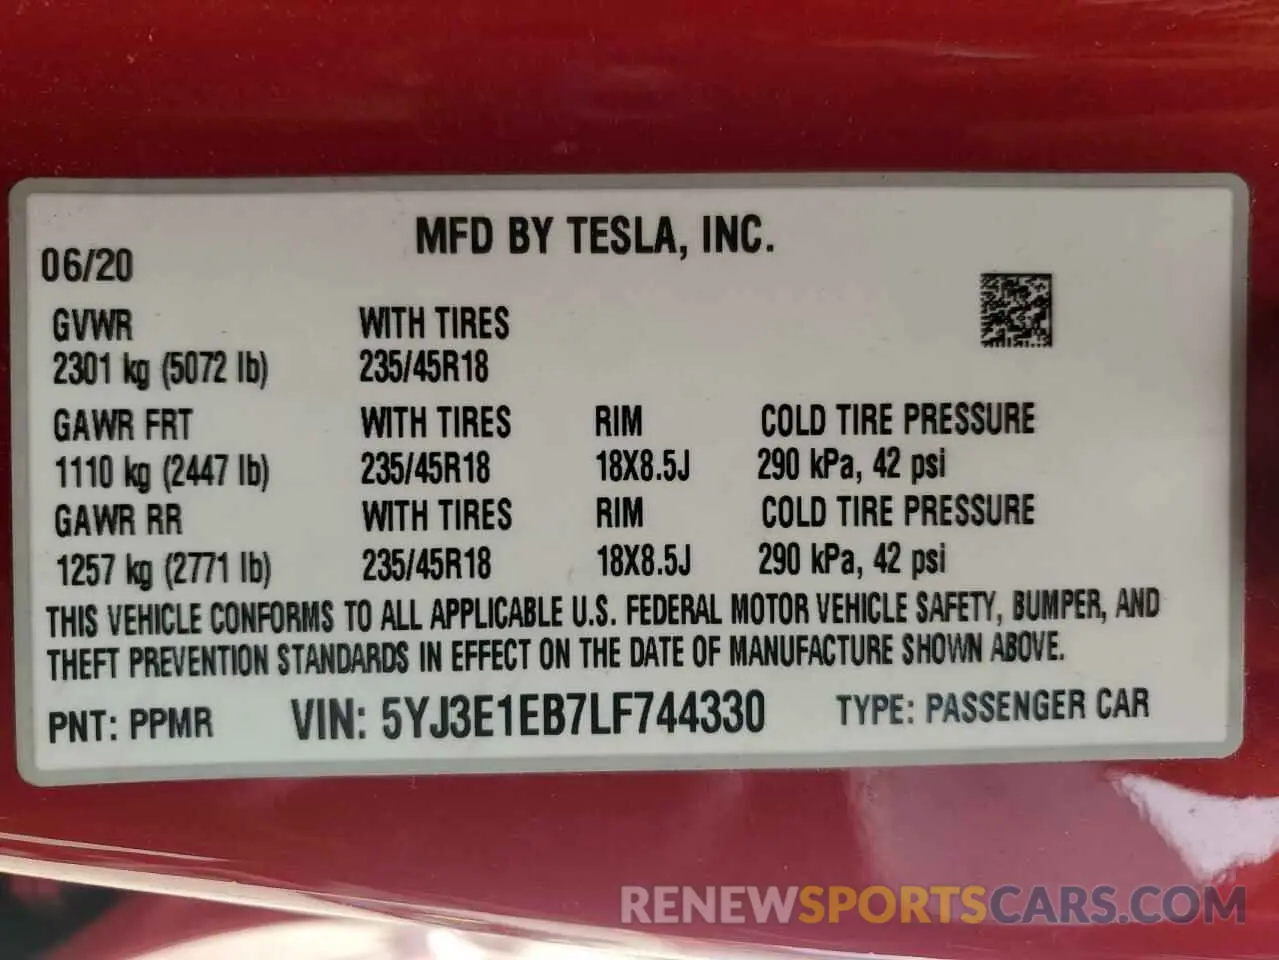 MFD BY TESLA, INC.
06/20
GVWR WITH TIRES
2301 kg (5072 lb) 235/45R18
GAWR FRT WITH TIRES RIM COLD TIRE PRESSURE
1110 kg (2447 lb) 235/45R18 18X8.5J 290 kPa, 42 psi
GAWR RR WITH TIRES RIM COLD TIRE PRESSURE
1257 kg (2771 lb) 235/45R18 18X8.5J 290 kPa, 42 psi
THIS VEHICLE CONFORMS TO ALL APPLICABLE U.S. FEDERAL MOTOR VEHICLE SAFETY, BUMPER, AND
THEFT PREVENTION STANDARDS IN EFFECT ON THE DATE OF MANUFACTURE SHOWN ABOVE.
PNT: PPMR VIN: 5YJ3E1EB7LF744330 TYPE: PASSENGER CAR
RENEWSPORTSCARS.COM